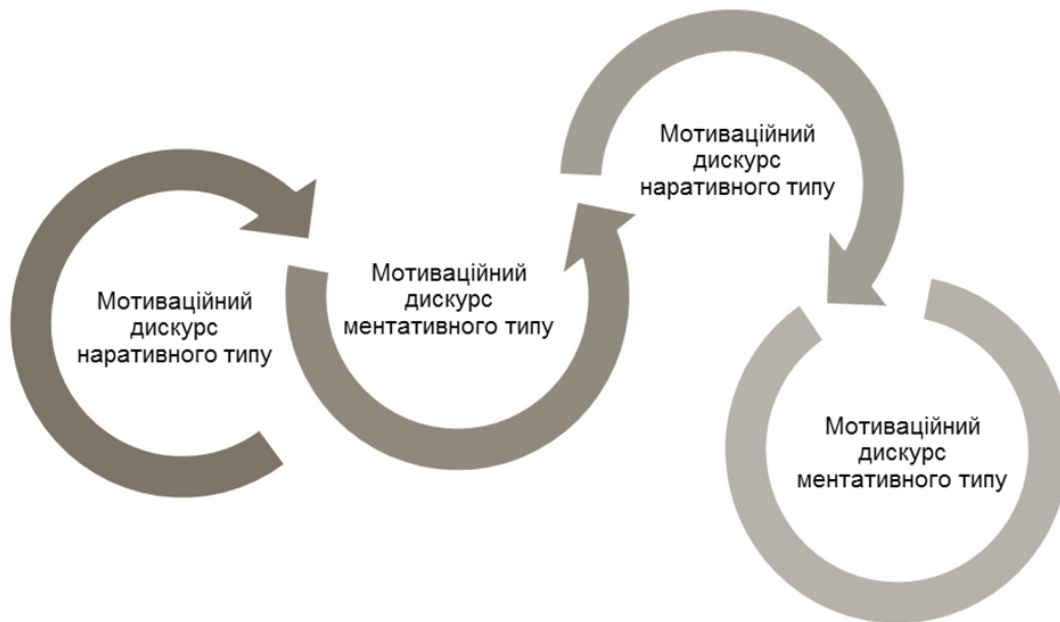 Мотиваційний
дискурс
наративного типу
Мотиваційний
дискурс
ментативного типу
Мотиваційний
дискурс
наративного типу
Мотиваційний
дискурс
ментативного типу